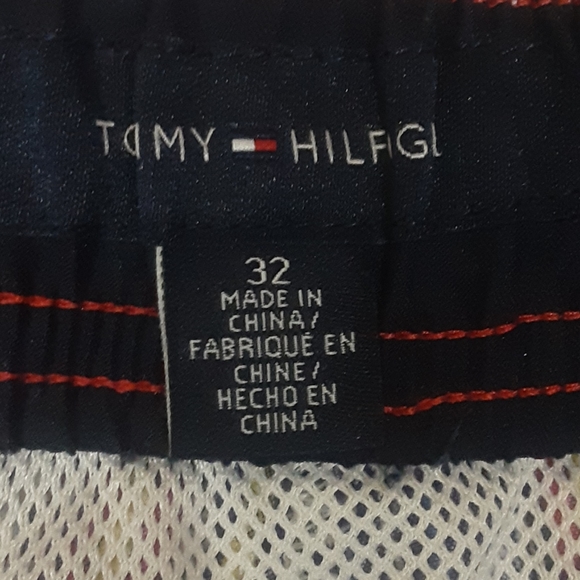 TOMMY HILFIG
32
MADE IN
CHINA/
FABRIQUÉ EN
CHINE/
HECHO EN
CHINA